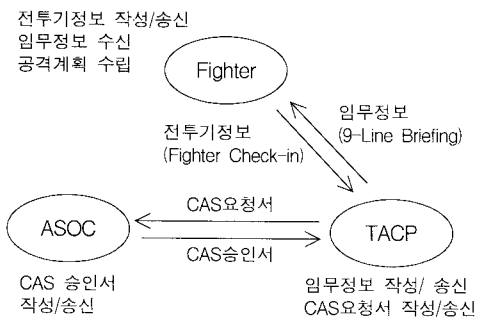 전투기정보 작성/송신
임무정보 수신
공격계획 수립
Fighter
임무정보
(9-Line Briefing)
전투기정보
(Fighter Check-in)
CAS요청서
ASOC
TACP
CAS승인서
CAS 승인서
작성/송신
임무정보 작성/ 송신
CAS요청서 작성/송신